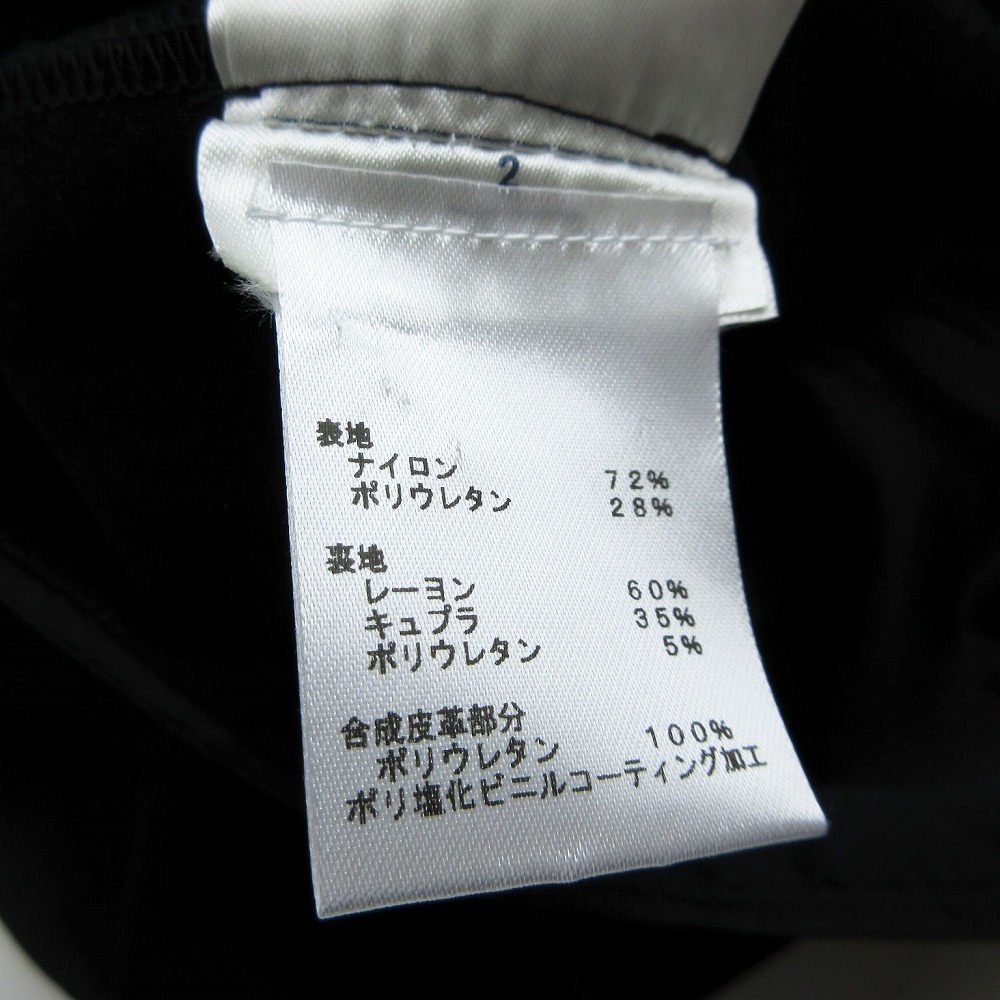 2
表地
ナイロン 72%
ポリウレタン 28%
裏地
レーヨン 60%
キュプラ 35%
ポリウレタン 5%
合成皮革部分
ポリウレタン 100%
ポリ塩化ビニルコーティング加工